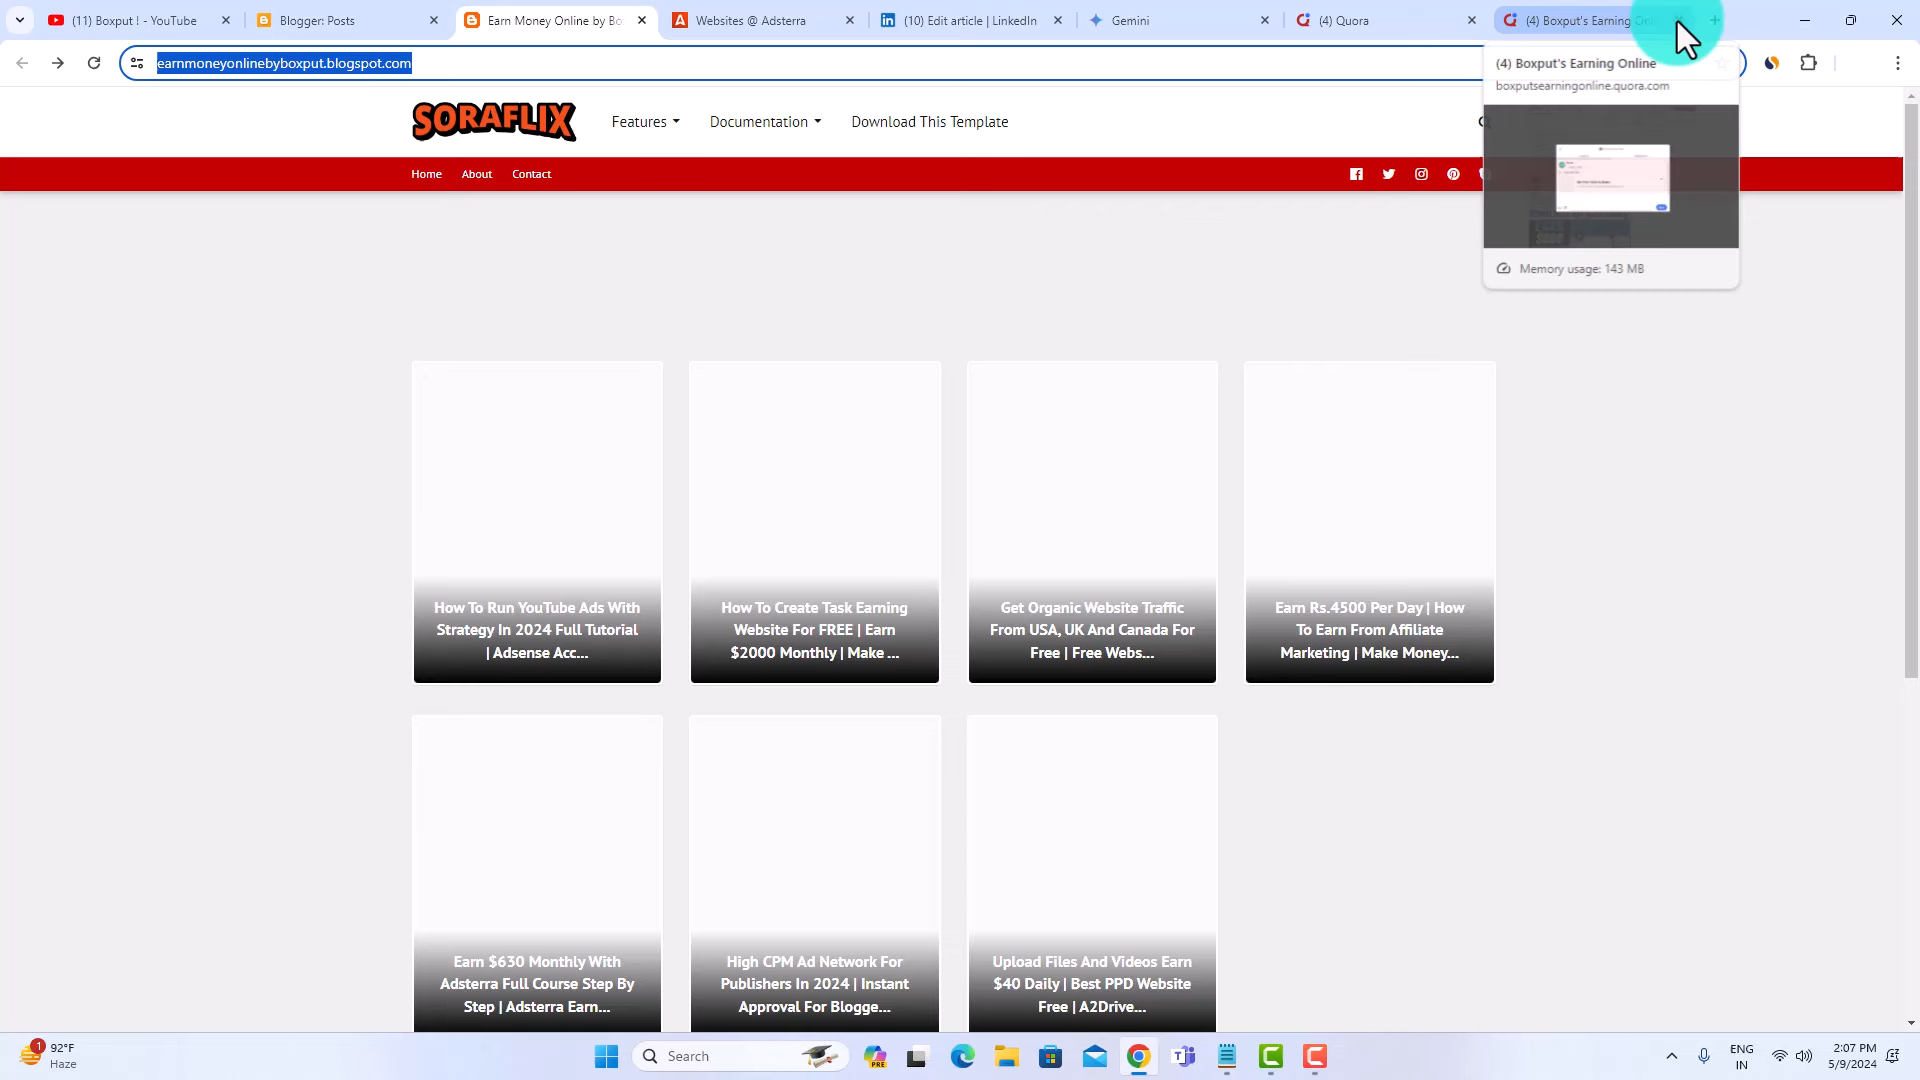 (11) Boxput ! - YouTube
Blogger: Posts
Earn Money Online by Bo
Websites @ Adsterra
(10) Edit article | LinkedIn
Gemini
(4) Quora
(4) Boxput's Earning Onl
earnmoneyonlinebyboxput.blogspot.com
(4) Boxput's Earning Online
boxputsearningonline.quora.com
Memory usage: 143 MB
SORAFLIX
Features
Documentation
Download This Template
Home
About
Contact
How To Run YouTube Ads With
Strategy In 2024 Full Tutorial
| Adsense Acc...
How To Create Task Earning
Website For FREE | Earn
$2000 Monthly | Make ...
Get Organic Website Traffic
From USA, UK And Canada For
Free | Free Webs...
Earn Rs.4500 Per Day | How
To Earn From Affiliate
Marketing | Make Money...
Earn $630 Monthly With
Adsterra Full Course Step By
Step | Adsterra Earn...
High CPM Ad Network For
Publishers In 2024 | Instant
Approval For Blogge...
Upload Files And Videos Earn
$40 Daily | Best PPD Website
Free | A2Drive...
1
92°F
Haze
Search
PRE
ENG
IN
2:07 PM
5/9/2024